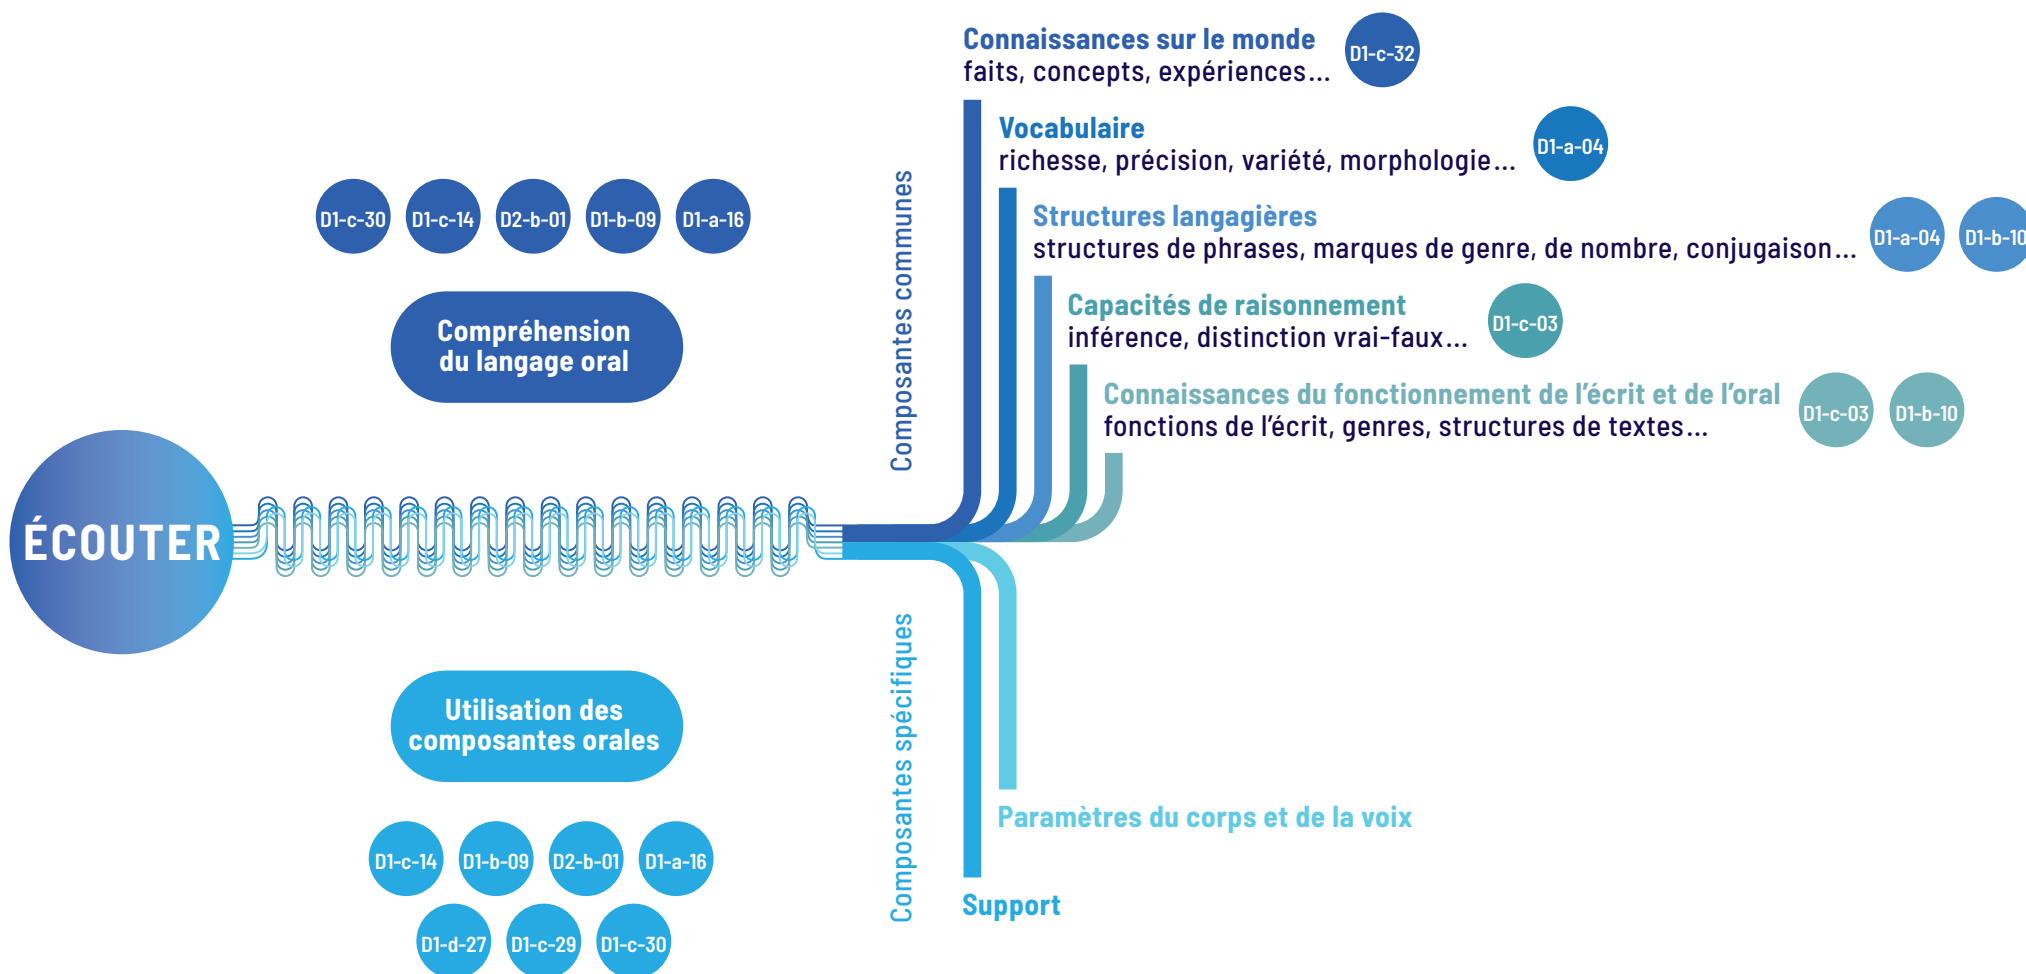 Connaissances sur le monde
faits, concepts, expériences...
D1-c-32
Vocabulaire
richesse, précision, variété, morphologie...
D1-a-04
Structures langagières
structures de phrases, marques de genre, de nombre, conjugaison...
D1-a-04
D1-b-10
Capacités de raisonnement
inférence, distinction vrai-faux...
D1-c-03
Connaissances du fonctionnement de l'écrit et de l'oral
fonctions de l'écrit, genres, structures de textes...
D1-c-03
D1-b-10
Composantes communes
D1-c-30
D1-c-14
D2-b-01
D1-b-09
D1-a-16
Compréhension
du langage oral
ÉCOUTER
Utilisation des
composantes orales
D1-c-14
D1-b-09
D2-b-01
D1-a-16
D1-d-27
D1-c-29
D1-c-30
Composantes spécifiques
Paramètres du corps et de la voix
Support